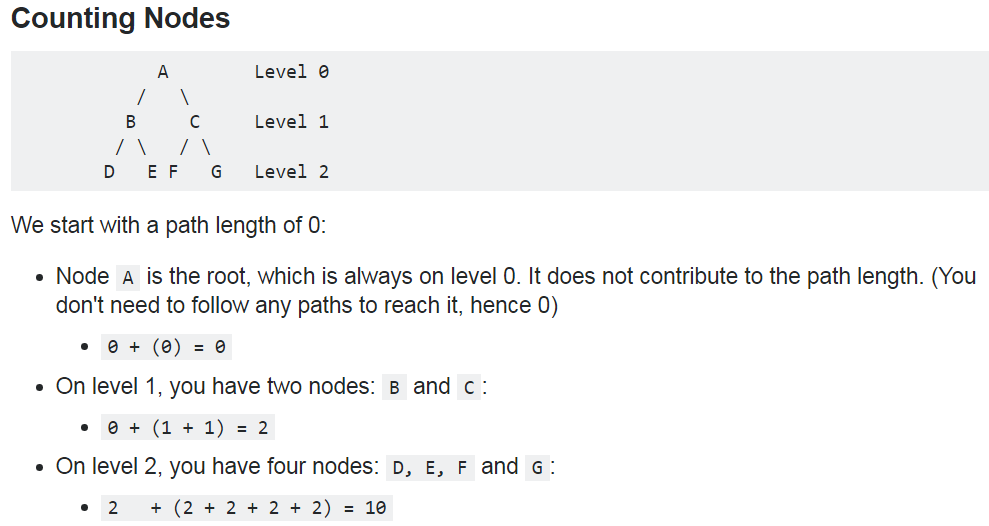 Counting Nodes
A Level 0
/ \
B C Level 1
/ \ / \
D E F G Level 2
We start with a path length of 0:
• Node A is the root, which is always on level 0. It does not contribute to the path length. (You
don't need to follow any paths to reach it, hence 0)
• 0 + (0) = 0
• On level 1, you have two nodes: B and C:
• 0 + (1 + 1) = 2
• On level 2, you have four nodes: D, E, F and G:
• 2 + (2 + 2 + 2 + 2) = 10